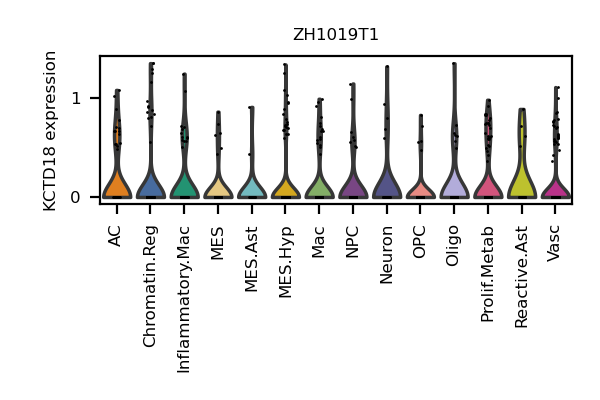 ZH1019T1
KCTD18 expression
1
0
AC
Chromatin.Reg
Inflammatory.Mac
MES
MES.Ast
MES.Hyp
Mac
NPC
Neuron
OPC
Oligo
Prolif.Metab
Reactive.Ast
Vasc